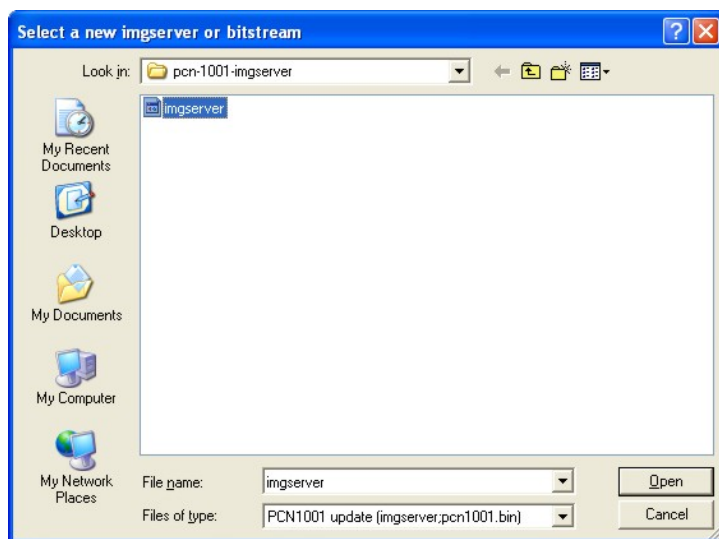 Select a new imgserver or bitstream
Look in: pcn-1001-imgserver
imgserver
My Recent
Documents
Desktop
My Documents
My Computer
My Network
Places
File name: imgserver
Open
Files of type: PCN1001 update (imgserver;pcn1001.bin)
Cancel